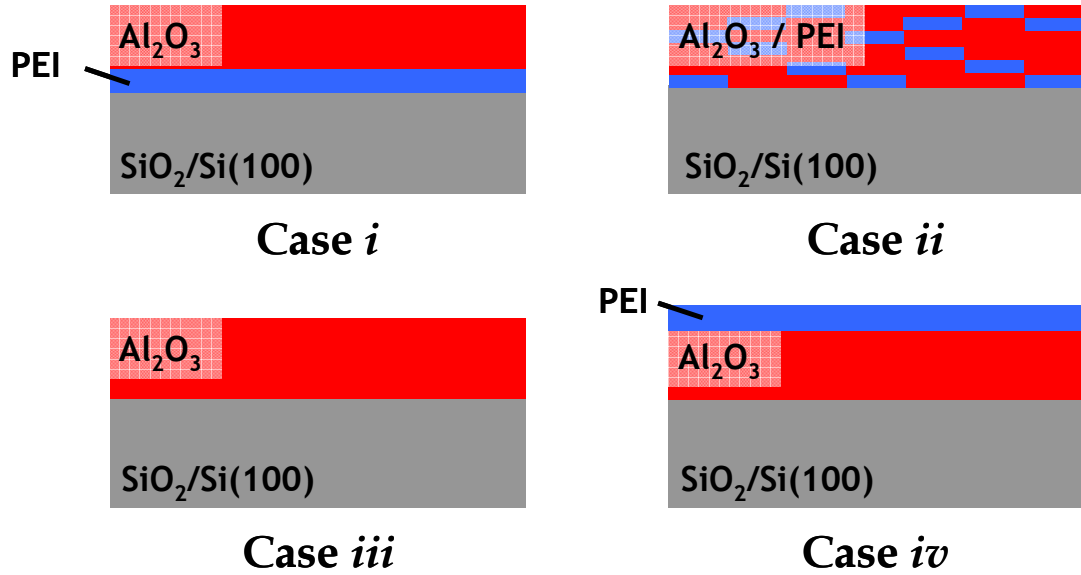 Al₂O₃
PEI
SiO₂/Si(100)
Case i
Al₂O₃ / PEI
SiO₂/Si(100)
Case ii
Al₂O₃
SiO₂/Si(100)
Case iii
PEI
Al₂O₃
SiO₂/Si(100)
Case iv